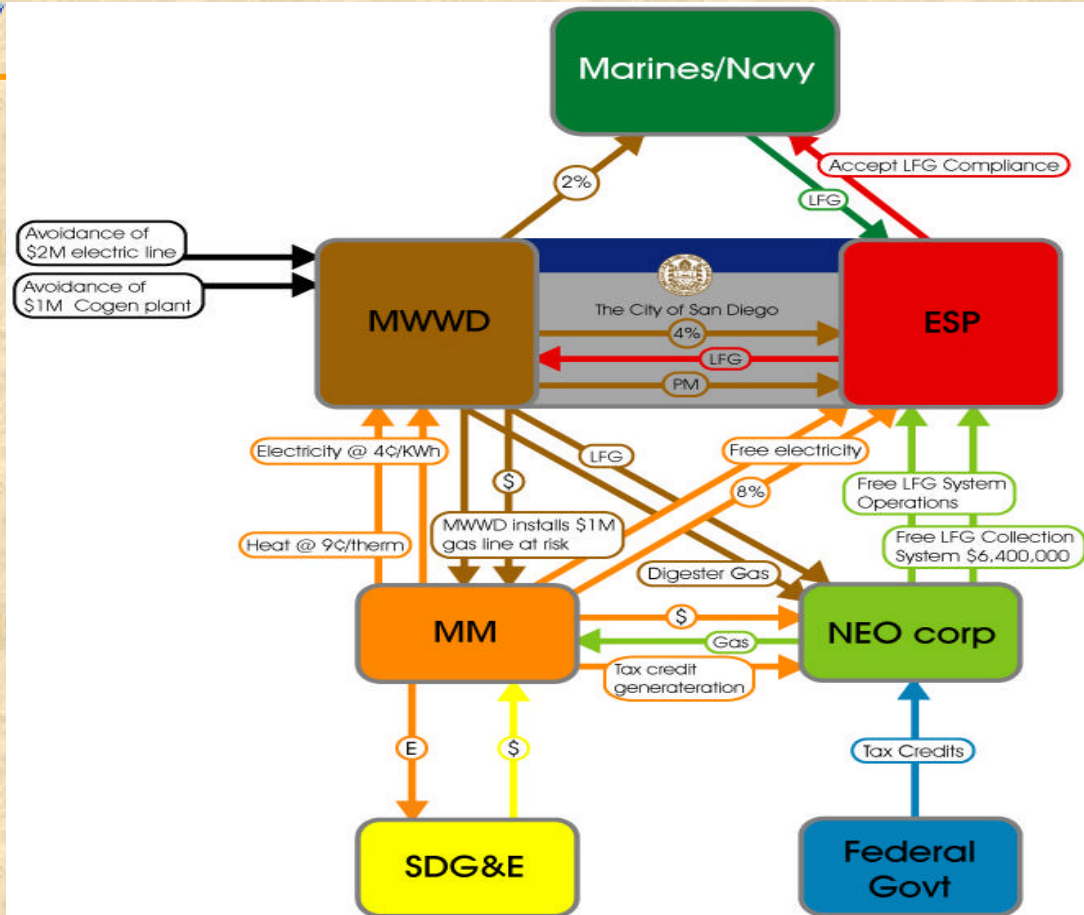 Marines/Navy
2%
Accept LFG Compliance
LFG
Avoidance of
$2M electric line
Avoidance of
$1M Cogen plant
MWWD
The City of San Diego
4%
LFG
PM
ESP
Electricity @ 4¢/KWh
LFG
Free electricity
$
8%
Free LFG System
Operations
Heat @ 9¢/therm
MWWD installs $1M
gas line at risk
Free LFG Collection
System $6,400,000
Digester Gas
MM
$
Gas
Tax credit
generateration
NEO corp
E
$
Tax Credits
SDG&E
Federal
Govt